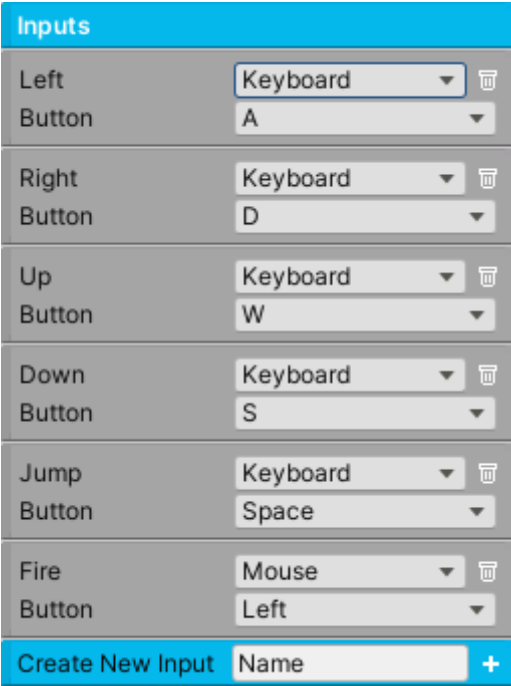 Inputs
Left Keyboard
Button A
Right Keyboard
Button D
Up Keyboard
Button W
Down Keyboard
Button S
Jump Keyboard
Button Space
Fire Mouse
Button Left
Create New Input Name +